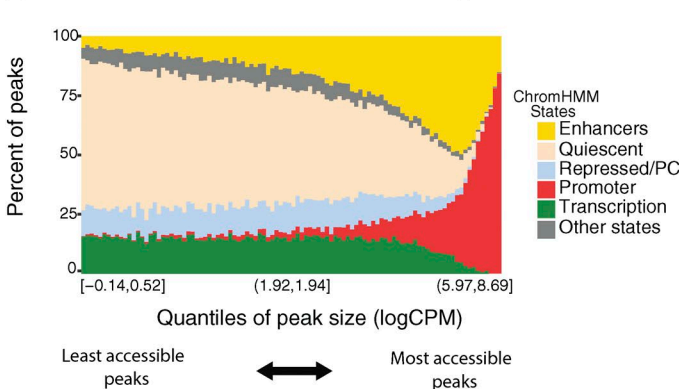 100
75
50
25
0
Percent of peaks
[−0.14,0.52]
(1.92,1.94]
(5.97,8.69]
Quantiles of peak size (logCPM)
Least accessible
peaks
Most accessible
peaks
ChromHMM
States
Enhancers
Quiescent
Repressed/PC
Promoter
Transcription
Other states